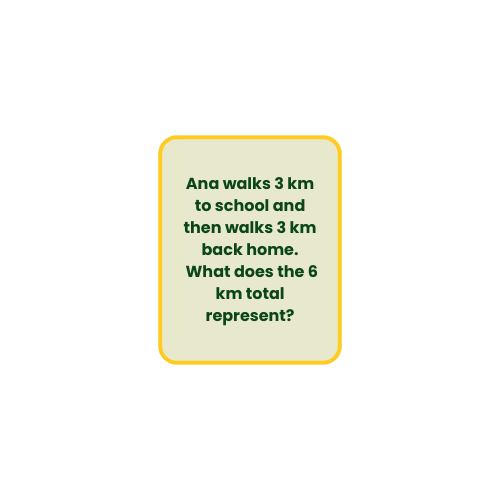 Ana walks 3 km
to school and
then walks 3 km
back home.
What does the 6
km total
represent?